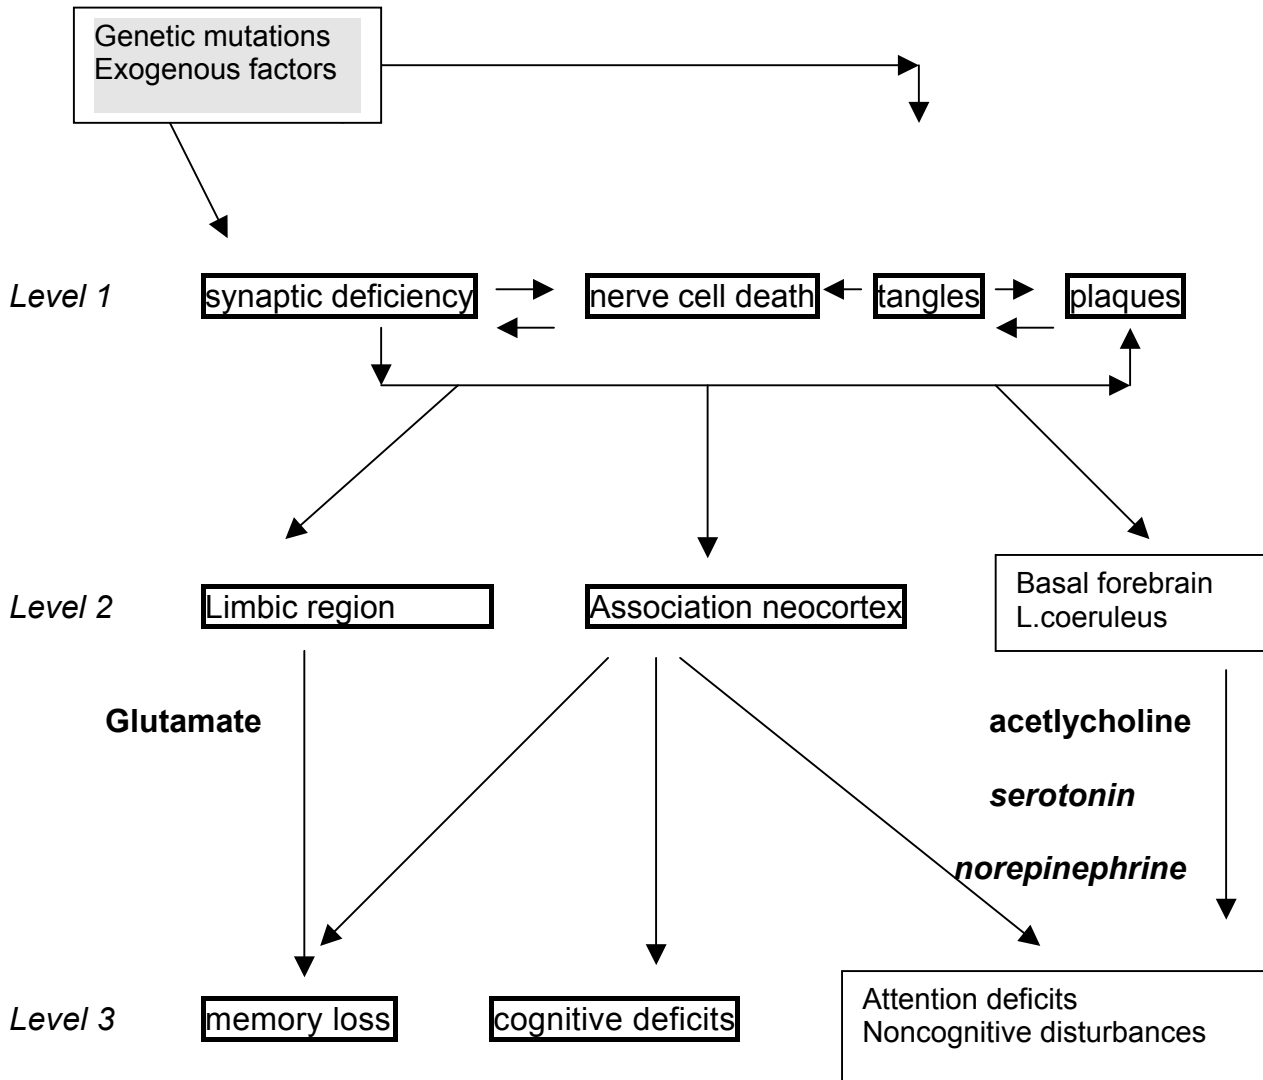 Genetic mutations
Exogenous factors
Level 1
synaptic deficiency
nerve cell death
tangles
plaques
Level 2
Limbic region
Association neocortex
Basal forebrain
L.coeruleus
Glutamate
acetlycholine
serotonin
norepinephrine
Level 3
memory loss
cognitive deficits
Attention deficits
Noncognitive disturbances